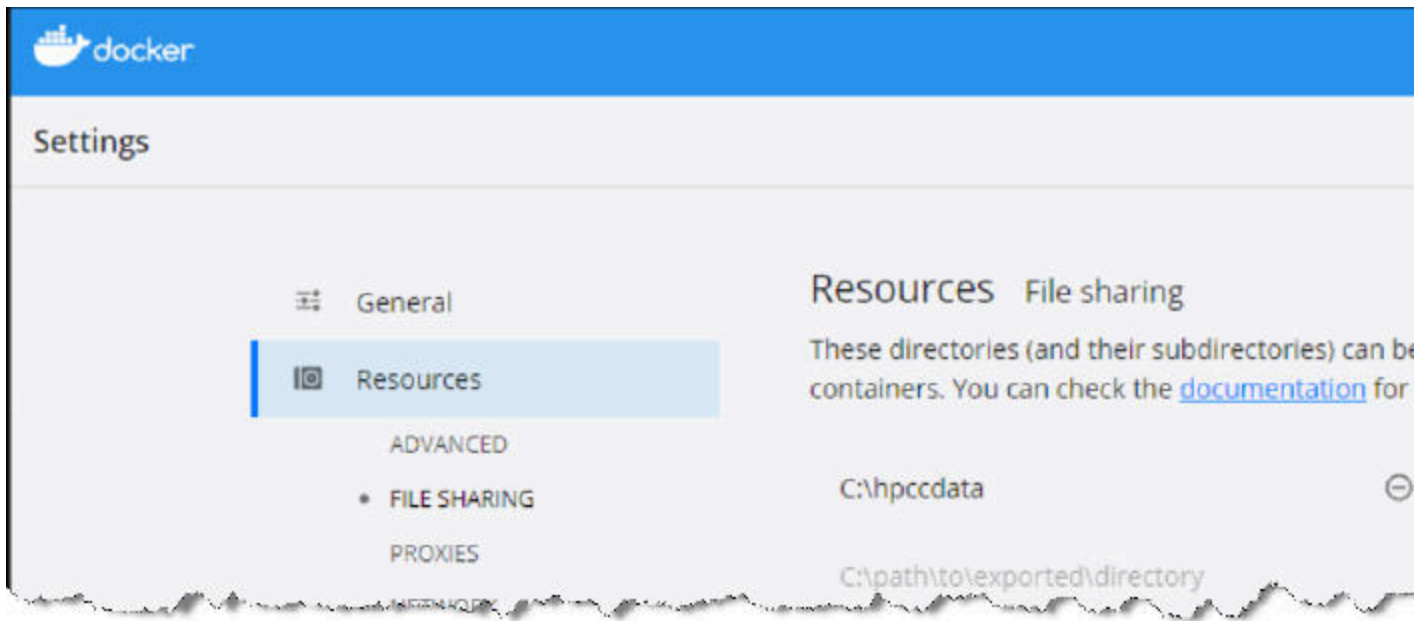 docker
Settings
General
Resources
ADVANCED
FILE SHARING
PROXIES
NETWORK
Resources File sharing
These directories (and their subdirectories) can be
containers. You can check the documentation for
C:\hpccdata
C:\path\to\exported\directory